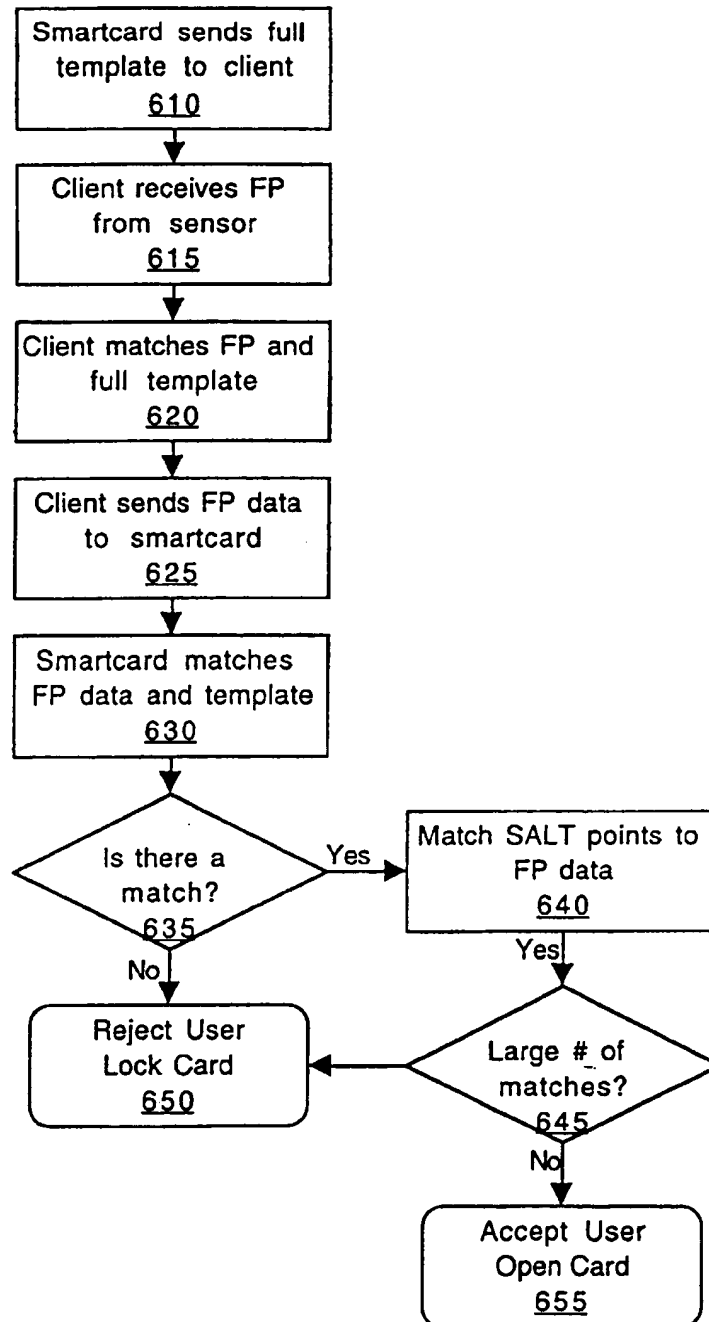 Smartcard sends full
template to client
610
Client receives FP
from sensor
615
Client matches FP and
full template
620
Client sends FP data
to smartcard
625
Smartcard matches
FP data and template
630
Is there a
match?
635
Yes
No
Match SALT points to
FP data
640
Yes
Reject User
Lock Card
650
Large # of
matches?
645
No
Accept User
Open Card
655